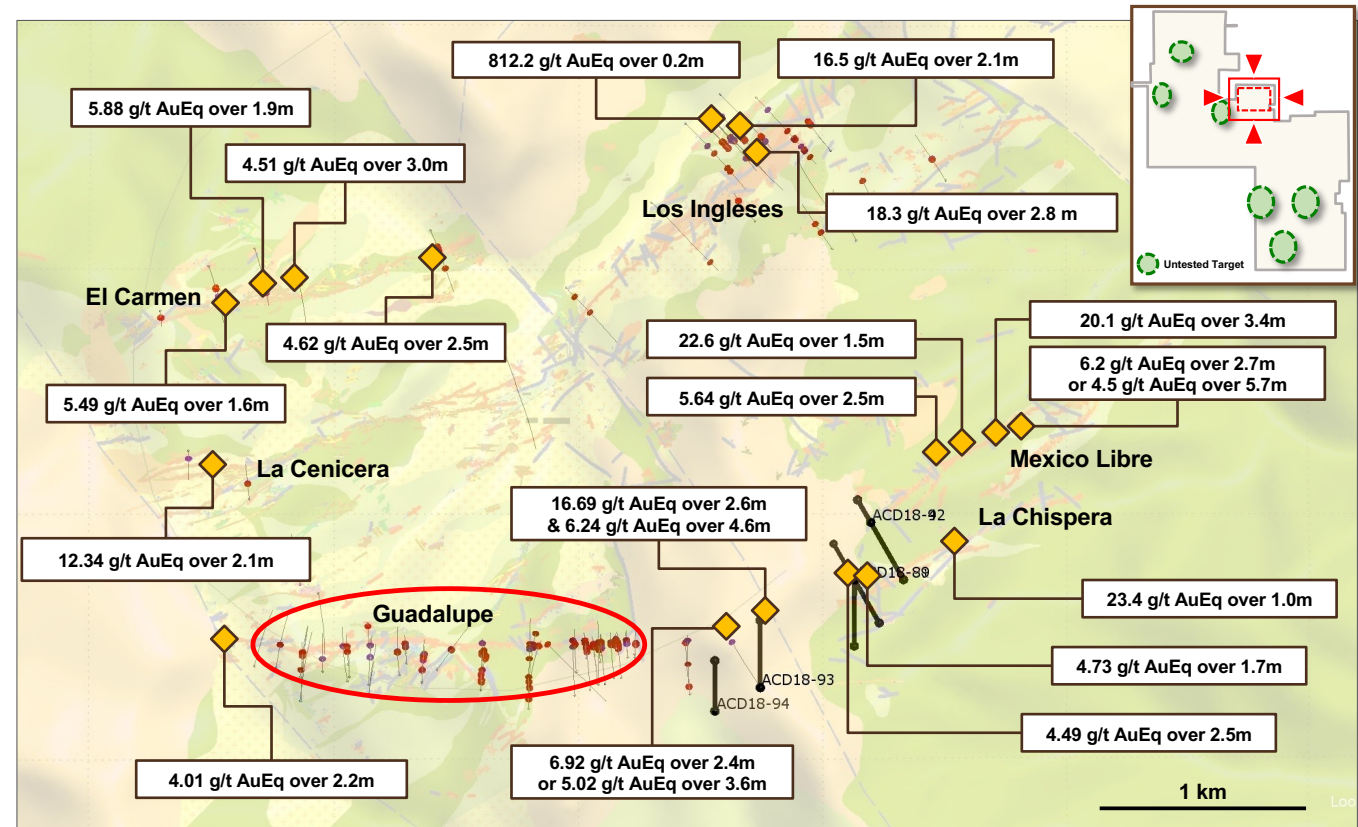 812.2 g/t AuEq over 0.2m
16.5 g/t AuEq over 2.1m
5.88 g/t AuEq over 1.9m
4.51 g/t AuEq over 3.0m
Los Ingleses
18.3 g/t AuEq over 2.8 m
Untested Target
El Carmen
4.62 g/t AuEq over 2.5m
22.6 g/t AuEq over 1.5m
20.1 g/t AuEq over 3.4m
6.2 g/t AuEq over 2.7m
or 4.5 g/t AuEq over 5.7m
5.49 g/t AuEq over 1.6m
5.64 g/t AuEq over 2.5m
La Cenicera
Mexico Libre
16.69 g/t AuEq over 2.6m
& 6.24 g/t AuEq over 4.6m
La Chispera
12.34 g/t AuEq over 2.1m
23.4 g/t AuEq over 1.0m
Guadalupe
4.73 g/t AuEq over 1.7m
ACD18-93
ACD18-94
4.49 g/t AuEq over 2.5m
4.01 g/t AuEq over 2.2m
6.92 g/t AuEq over 2.4m
or 5.02 g/t AuEq over 3.6m
1 km